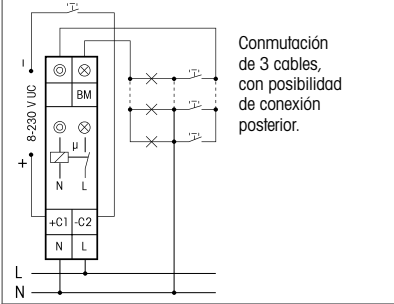 −
8-230 V UC
+
BM
µ
N L
+C1 -C2
N L
L
N
Conmutación
de 3 cables,
con posibilidad
de conexión
posterior.